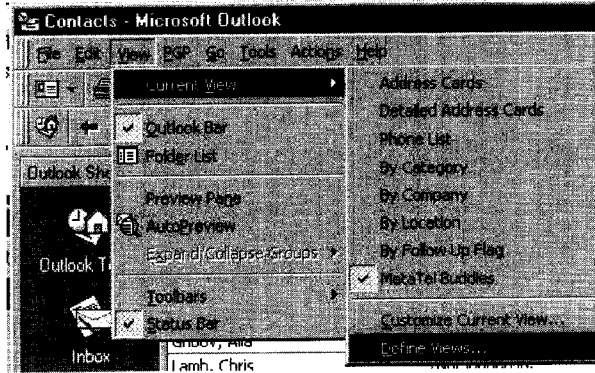 Contacts - Microsoft Outlook
File Edit View PGP Go Tools Actions Help
Current View
Outlook Bar
Folder List
Preview Pane
AutoPreview
Expand/Collapse Groups
Toolbars
Status Bar
Address Cards
Detailed Address Cards
Phone List
By Category
By Company
By Location
By Follow Up Flag
MetaTel Buddies
Customize Current View...
Define Views...
Outlook Sh
Outlook T
Inbox
Lamb, Chris